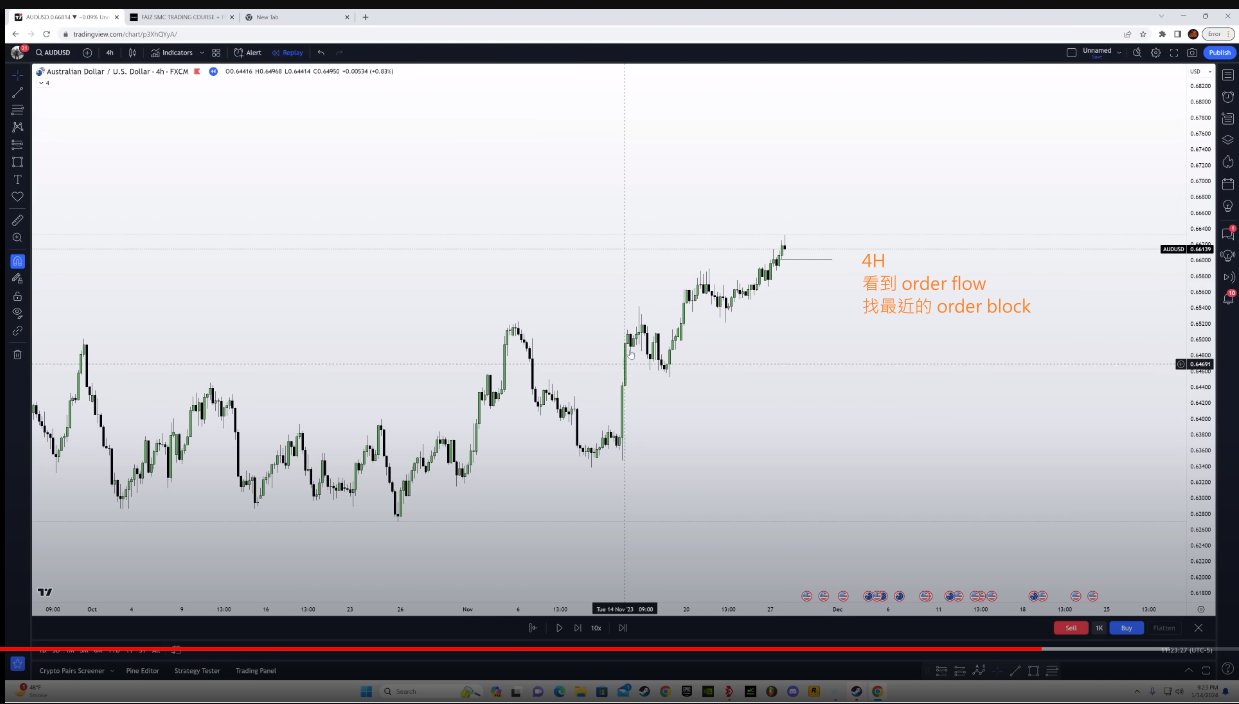 AUDUSD 0.66014 ▼ −0.09%
FAIZ SMC TRADING COURSE +
New Tab
tradingview.com/chart/p3XhQYyA/
Error
AUDUSD
4h
Indicators
Alert
Replay
Unnamed
Save
Publish
Australian Dollar / U.S. Dollar · 4h · FXCM
O0.64416 H0.64968 L0.64414 C0.64950 +0.00534 (+0.83%)
4
USD
0.68200
0.68000
0.67800
0.67600
0.67400
0.67200
0.67000
0.66800
0.66600
0.66400
AUDUSD 0.66139
0.66000
0.65800
0.65600
0.65400
0.65200
0.65000
0.64800
0.64691
0.64600
0.64400
0.64200
0.64000
0.63800
0.63600
0.63400
0.63200
0.63000
0.62800
0.62600
0.62400
0.62200
0.62000
0.61800
4H
看到 order flow
找最近的 order block
09:00 Oct 4 9 13:00 16 13:00 23 26 Nov 6 13:00 Tue 14 Nov '23 09:00 20 13:00 27 Dec 6 11 13:00 18 13:00 25 13:00
10x
Sell 1K Buy Flatten
11:23:27 (UTC-5)
Crypto Pairs Screener Pine Editor Strategy Tester Trading Panel
Search